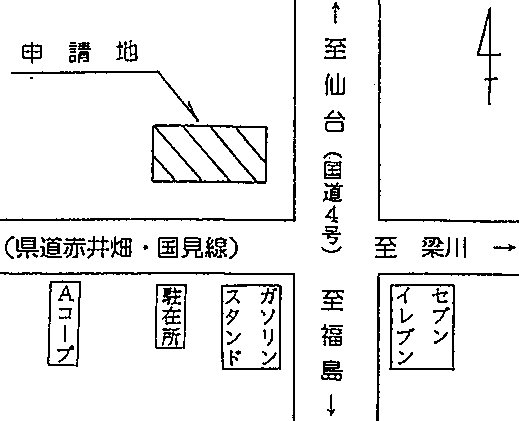 申請地
↑至仙台(国道4号)
(県道赤井畑・国見線)
至 梁川 →
Aコープ
駐在所
ガソリン
スタンド
至福島↓
セブン
イレブン